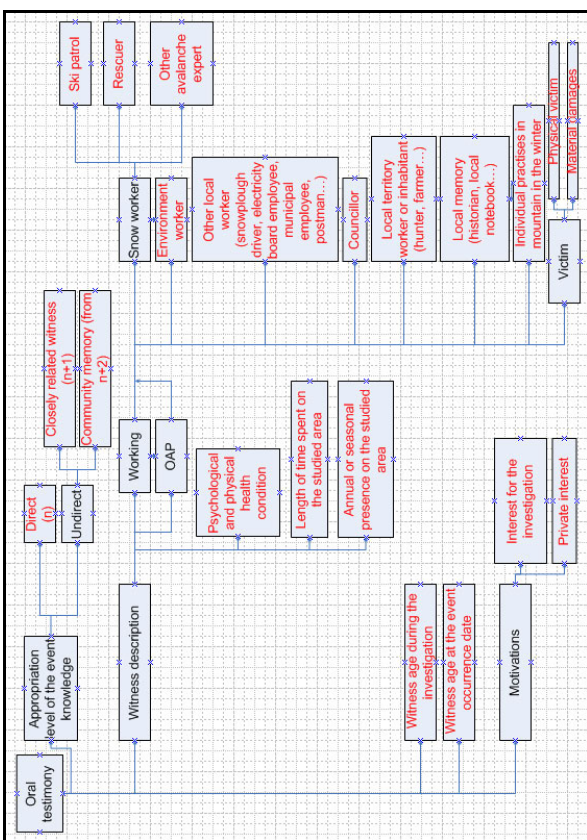 Oral
testimony
Appropriation
level of the event
knowledge
Direct
(n)
Undirect
Closely related witness
(n+1)
Community memory (from
n+2)
Witness description
Working
OAP
Psychological
and physical
health
condition
Length of time spent on
the studied area
Annual or seasonal
presence on the studied
area
Snow worker
Ski patrol
Rescuer
Other
avalanche
expert
Environment
worker
Other local
worker
(snowplough
driver, electricity
board employee,
municipal
employee,
postman…)
Councillor
Local territory
worker or inhabitant
(hunter, farmer…)
Local memory
(historian, local
notebook…)
Individual practises in
mountain in the winter
Victim
Physical victim
Material Damages
Witness age during the
investigation
Witness age at the event
occurrence date
Motivations
Interest for the
investigation
Private interest